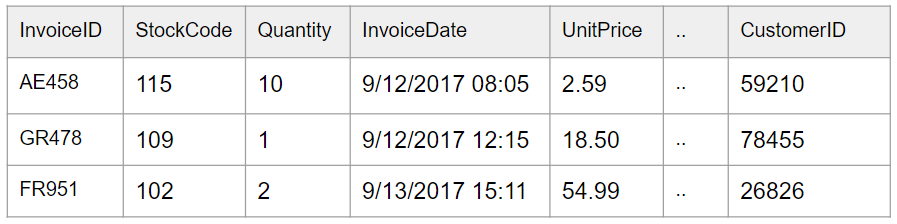 InvoiceID StockCode Quantity InvoiceDate UnitPrice .. CustomerID
AE458 115 10 9/12/2017 08:05 2.59 .. 59210
GR478 109 1 9/12/2017 12:15 18.50 .. 78455
FR951 102 2 9/13/2017 15:11 54.99 .. 26826